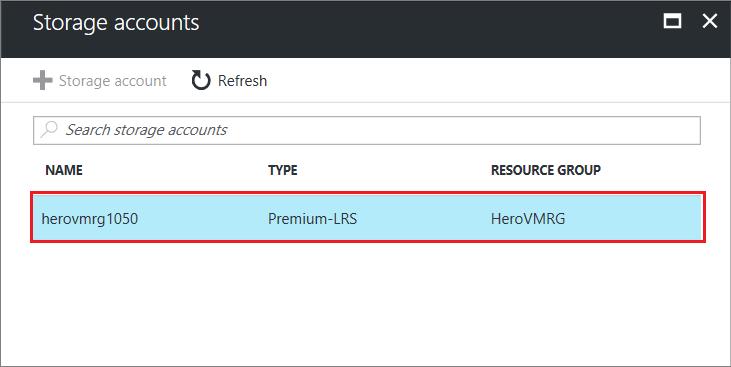 Storage accounts
Storage account Refresh
Search storage accounts
NAME TYPE RESOURCE GROUP
herovmrg1050 Premium-LRS HeroVMRG